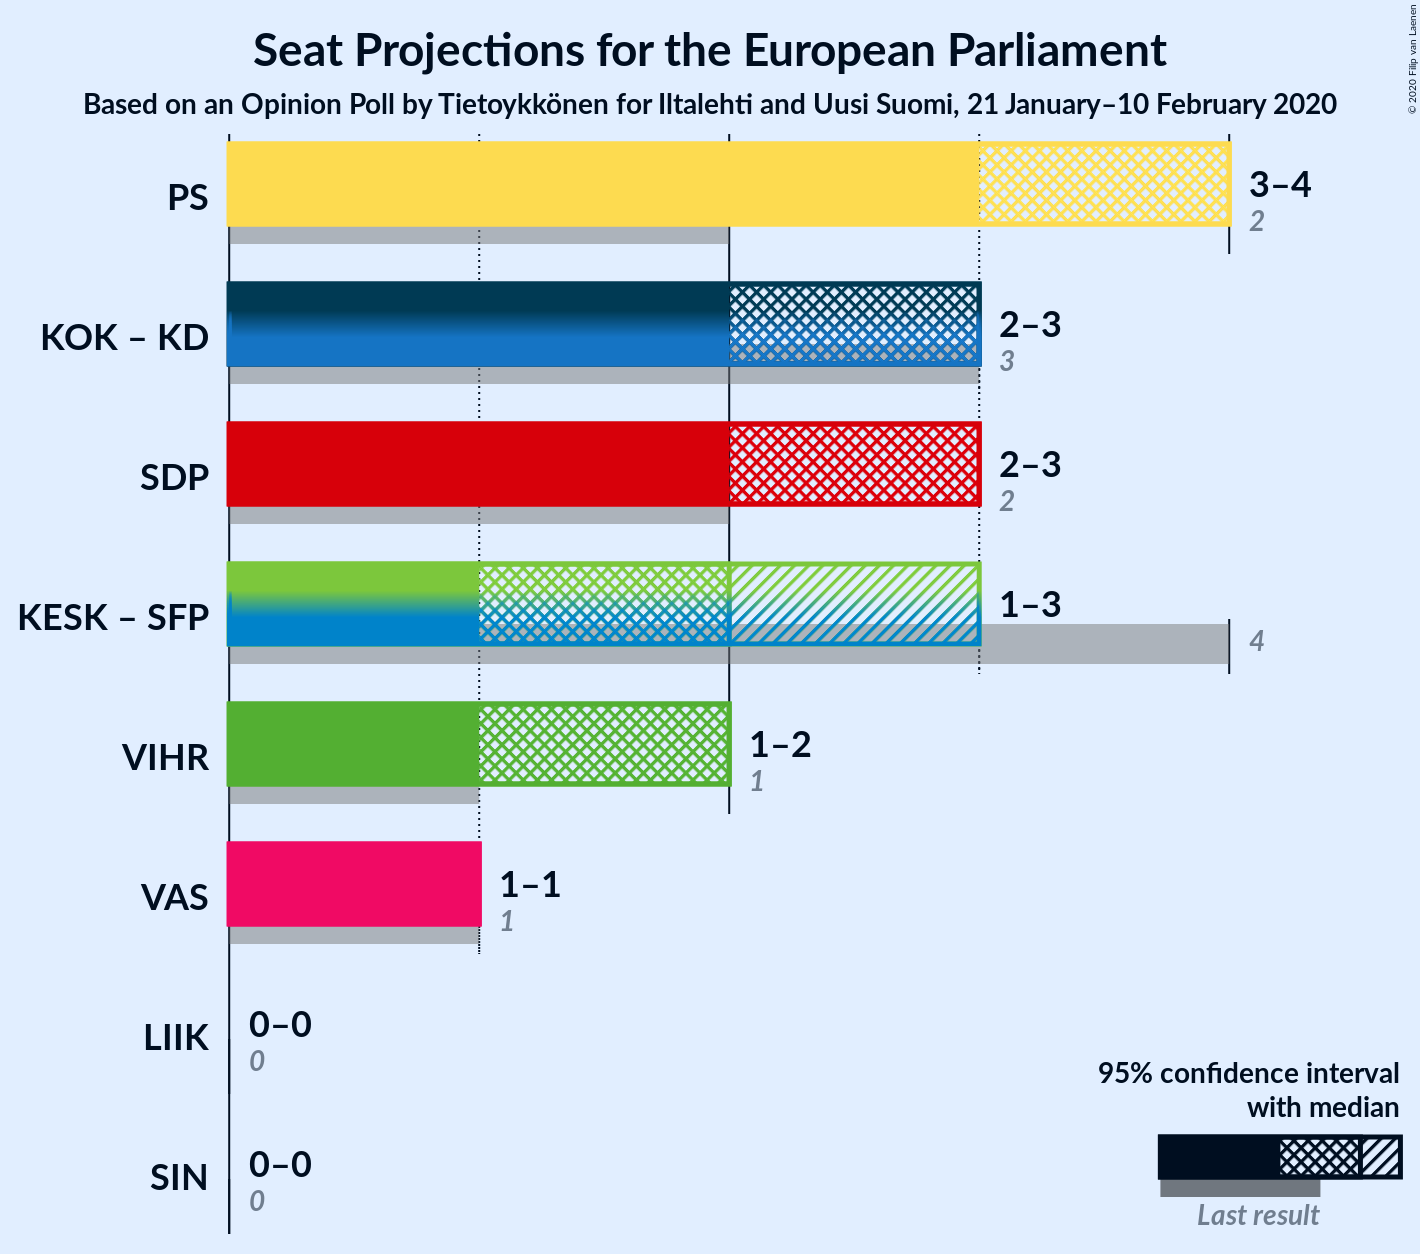 Seat Projections for the European Parliament
Based on an Opinion Poll by Tietoykkönen for Iltalehti and Uusi Suomi, 21 January–10 February 2020
© 2020 Filip van Laenen
PS
3–4
2
KOK – KD
2–3
3
SDP
2–3
2
KESK – SFP
1–3
4
VIHR
1–2
1
VAS
1–1
1
LIIK
0–0
0
SIN
0–0
0
95% confidence interval
with median
Last result